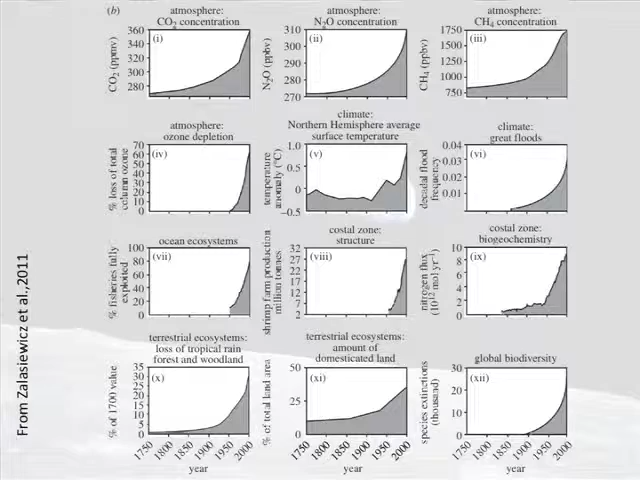 (b)
atmosphere:
CO2 concentration
atmosphere:
N2O concentration
atmosphere:
CH4 concentration
CO2 (ppmv)
360
340
320
300
280
(i)
N2O (ppbv)
310
300
290
280
270
(ii)
CH4 (ppbv)
1750
1500
1250
1000
750
(iii)
atmosphere:
ozone depletion
climate:
Northern Hemisphere average
surface temperature
climate:
great floods
% loss of total
column ozone
70
60
50
40
30
20
10
0
(iv)
temperature
anomaly (°C)
1.0
0.5
0
–0.5
(v)
decadal flood
frequency
0.04
0.03
0.02
0.01
(vi)
ocean ecosystems
costal zone:
structure
costal zone:
biogeochemistry
% fisheries fully
exploited
100
80
60
40
20
0
(vii)
shrimp farm production
million tonnes
32
27
22
17
12
7
2
(viii)
nitrogen flux
(10¹² mol yr⁻¹)
10
8
6
4
2
0
(ix)
terrestrial ecosystems:
loss of tropical rain
forest and woodland
terrestrial ecosystems:
amount of
domesticated land
global biodiversity
% of 1700 value
35
30
25
20
15
10
5
0
(x)
% of total land area
50
25
0
(xi)
species extinctions
(thousand)
30
20
10
0
(xii)
1750 1800 1850 1900 1950 2000
1750 1800 1850 1900 1950 2000
1750 1800 1850 1900 1950 2000
year
year
year
From Zalasiewicz et al.,2011